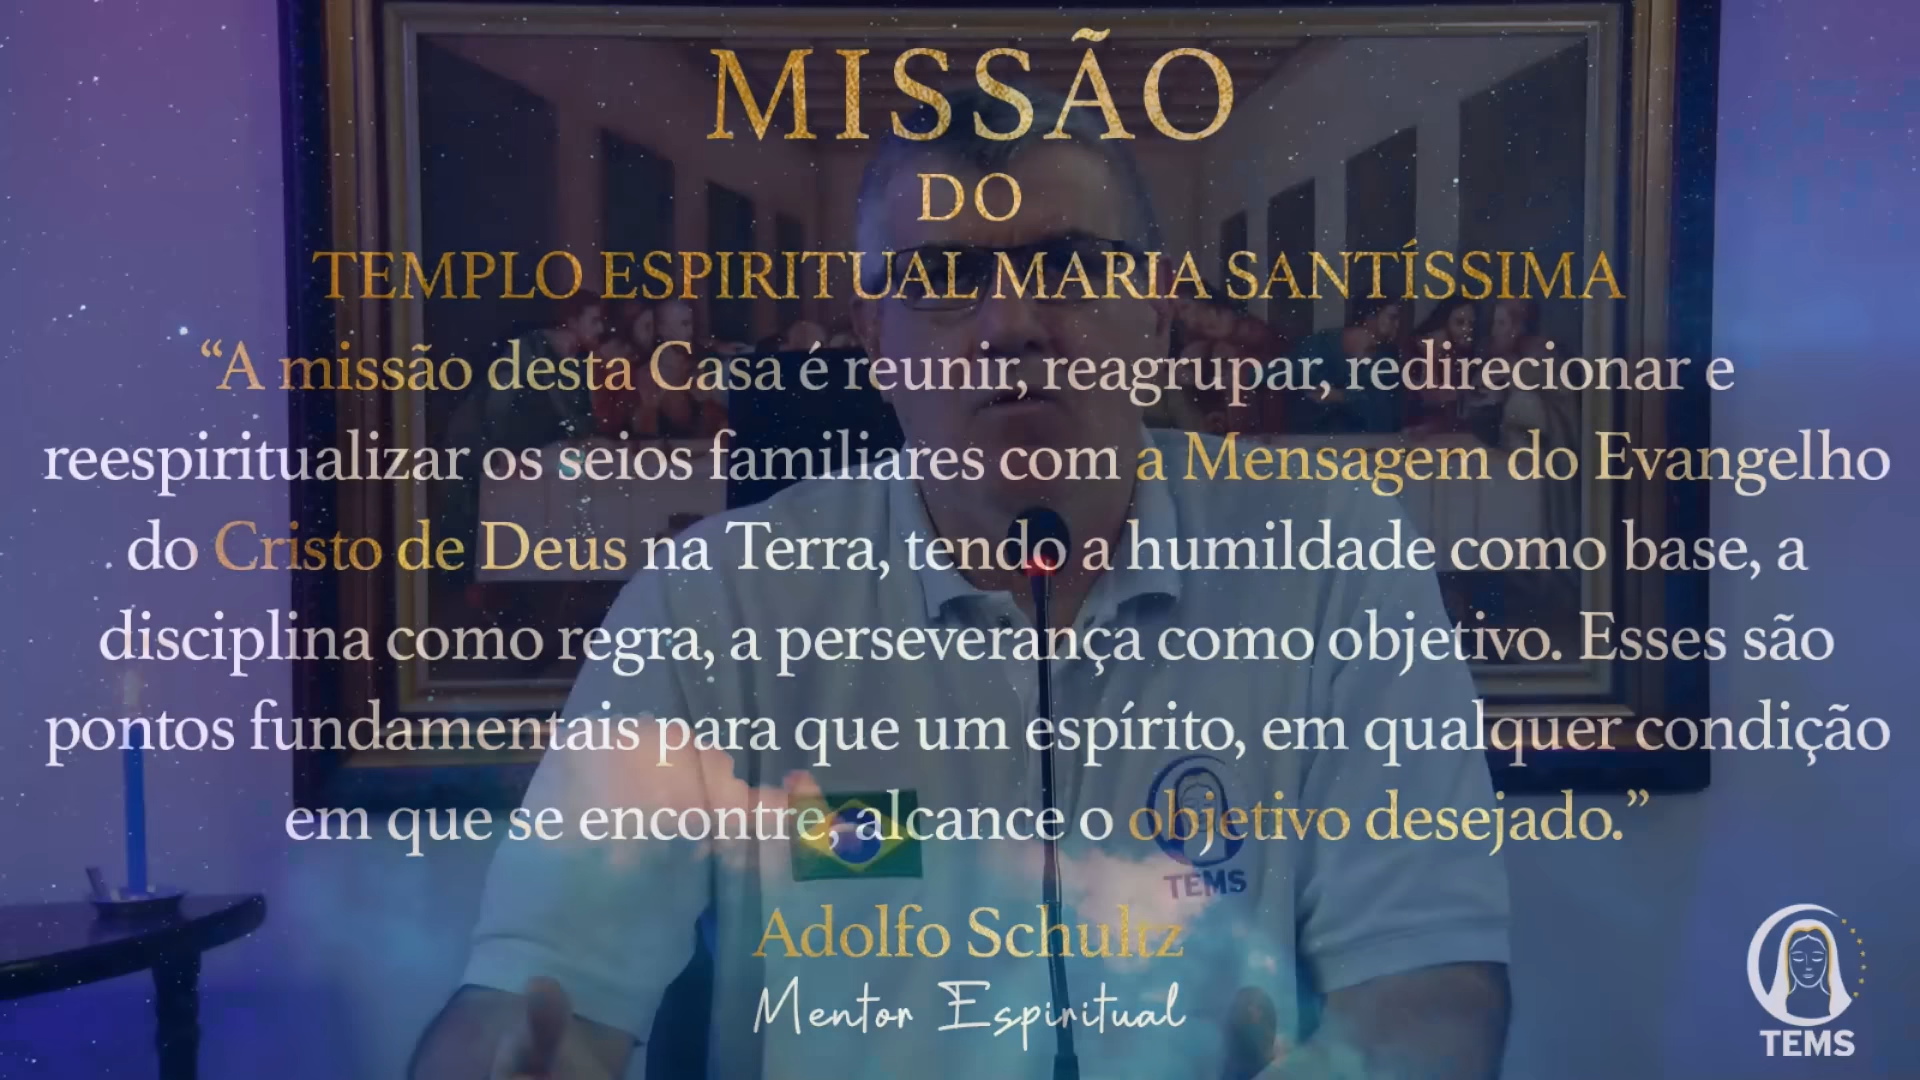 MISSÃO
DO
TEMPLO ESPIRITUAL MARIA SANTÍSSIMA
“A missão desta Casa é reunir, reagrupar, redirecionar e
reespiritualizar os seios familiares com a Mensagem do Evangelho
do Cristo de Deus na Terra, tendo a humildade como base, a
disciplina como regra, a perseverança como objetivo. Esses são
pontos fundamentais para que um espírito, em qualquer condição
em que se encontre, alcance o objetivo desejado.”
TEMS
Adolfo Schultz
Mentor Espiritual
TEMS